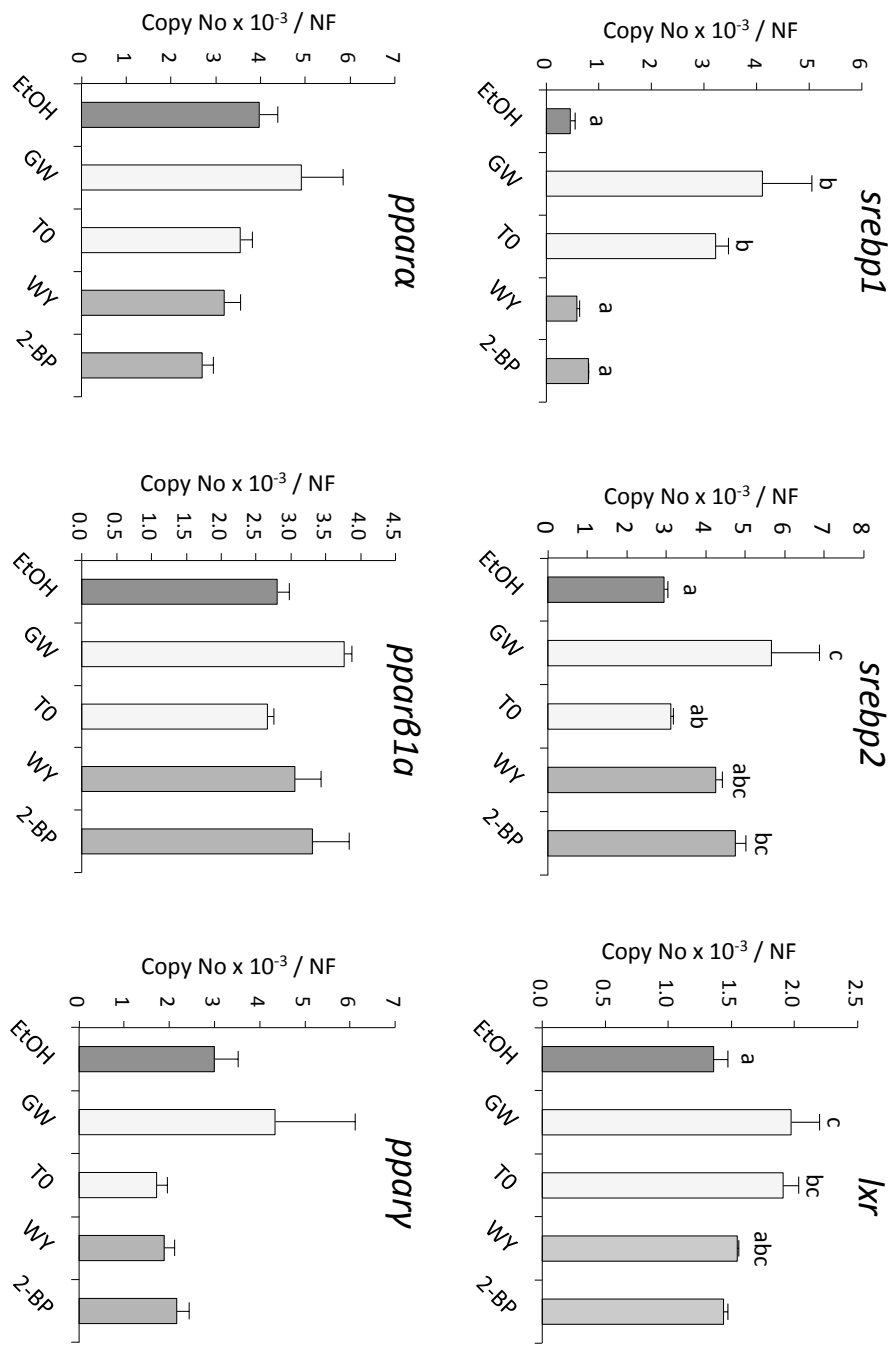 srebp1
Copy No x 10⁻³ / NF
6
5
4
3
2
1
0
a b b a a
EtOH GW T0 WY 2-BP
srebp2
Copy No x 10⁻³ / NF
8
7
6
5
4
3
2
1
0
a c ab abc bc
EtOH GW T0 WY 2-BP
lxr
Copy No x 10⁻³ / NF
2.5
2.0
1.5
1.0
0.5
0.0
a c bc abc
EtOH GW T0 WY 2-BP
pparα
Copy No x 10⁻³ / NF
7
6
5
4
3
2
1
0
EtOH GW T0 WY 2-BP
pparβ1a
Copy No x 10⁻³ / NF
4.5
4.0
3.5
3.0
2.5
2.0
1.5
1.0
0.5
0.0
EtOH GW T0 WY 2-BP
pparγ
Copy No x 10⁻³ / NF
7
6
5
4
3
2
1
0
EtOH GW T0 WY 2-BP